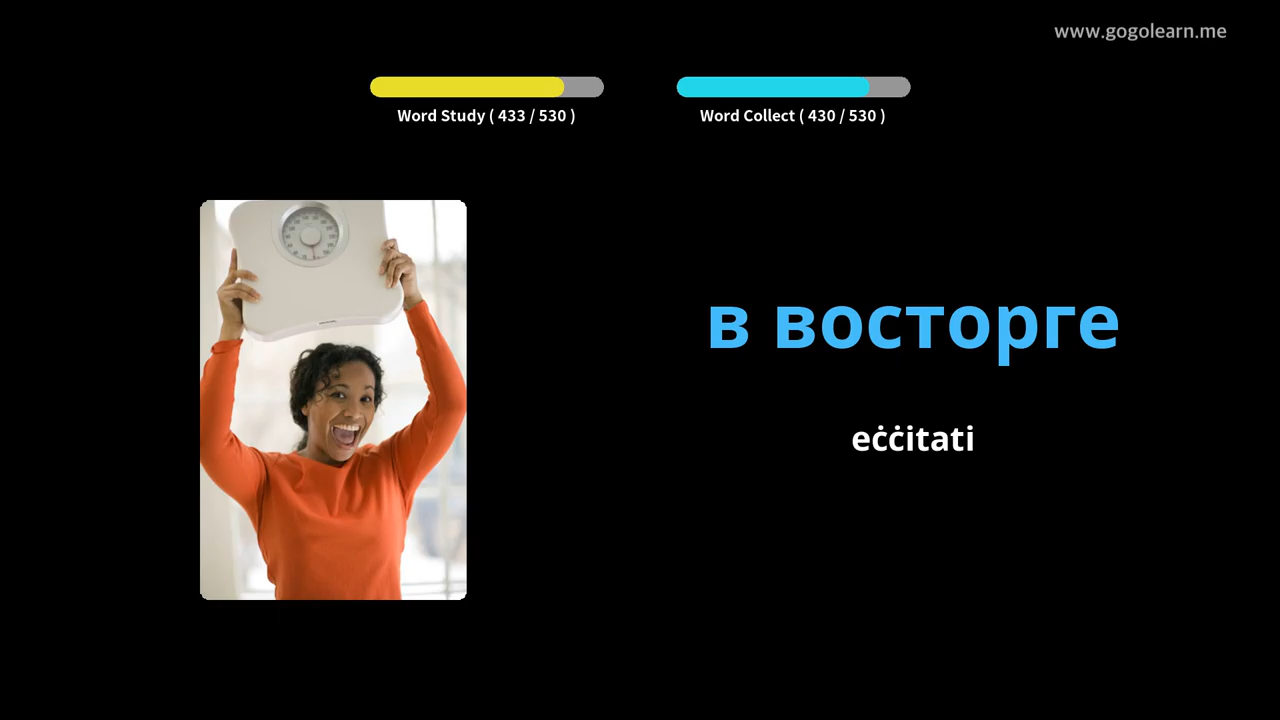 www.gogolearn.me
Word Study ( 433 / 530 )
Word Collect ( 430 / 530 )
в восторге
eċċitati